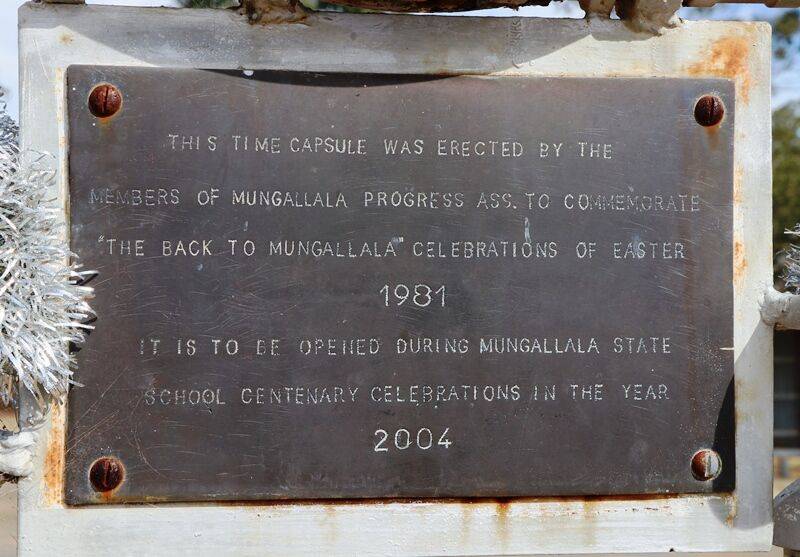 THIS TIME CAPSULE WAS ERECTED BY THE
MEMBERS OF MUNGALLALA PROGRESS ASS. TO COMMEMORATE
"THE BACK TO MUNGALLALA" CELEBRATIONS OF EASTER
1981
IT IS TO BE OPENED DURING MUNGALLALA STATE
SCHOOL CENTENARY CELEBRATIONS IN THE YEAR
2004